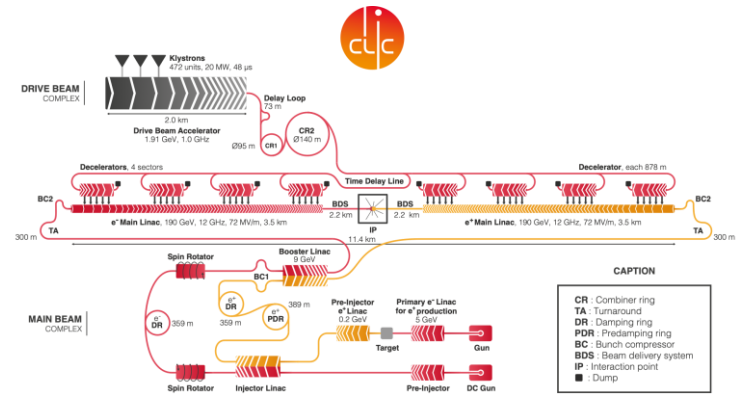 clic
Klystrons
472 units, 20 MW, 48 µs
DRIVE BEAM
COMPLEX
2.0 km
Drive Beam Accelerator
1.91 GeV, 1.0 GHz
Delay Loop
73 m
CR2
Ø140 m
Ø95 m
CR1
Decelerators, 4 sectors
Time Delay Line
Decelerator, each 878 m
BC2
BDS
2.2 km
BDS
2.2 km
BC2
e⁻ Main Linac, 190 GeV, 12 GHz, 72 MV/m, 3.5 km
IP
e⁺ Main Linac, 190 GeV, 12 GHz, 72 MV/m, 3.5 km
TA
300 m
11.4 km
TA
300 m
Booster Linac
9 GeV
Spin Rotator
BC1
MAIN BEAM
COMPLEX
e⁻
DR
359 m
e⁺
DR
359 m
e⁺
PDR
389 m
Pre-Injector
e⁺ Linac
0.2 GeV
Primary e⁻ Linac
for e⁺ production
5 GeV
Target
Gun
Spin Rotator
Injector Linac
Pre-Injector
DC Gun
CAPTION
CR : Combiner ring
TA : Turnaround
DR : Damping ring
PDR : Predamping ring
BC : Bunch compressor
BDS : Beam delivery system
IP : Interaction point
: Dump